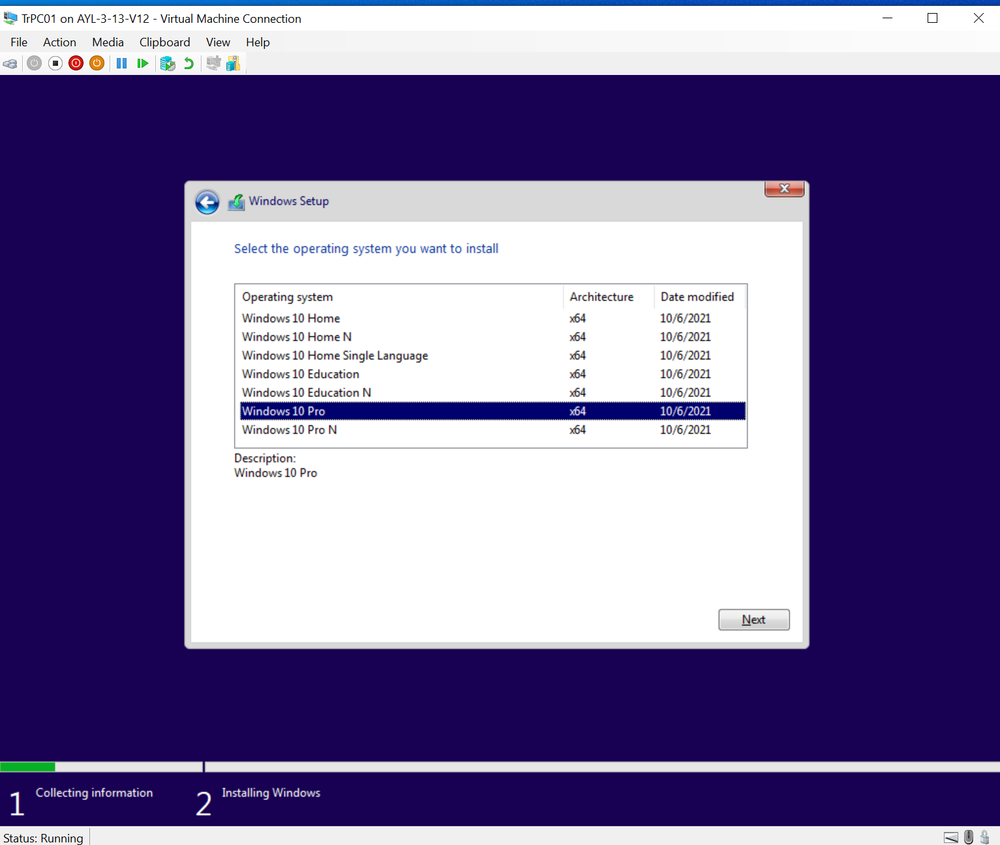 TrPC01 on AYL-3-13-V12 - Virtual Machine Connection
File Action Media Clipboard View Help
Windows Setup
Select the operating system you want to install
Operating system Architecture Date modified
Windows 10 Home x64 10/6/2021
Windows 10 Home N x64 10/6/2021
Windows 10 Home Single Language x64 10/6/2021
Windows 10 Education x64 10/6/2021
Windows 10 Education N x64 10/6/2021
Windows 10 Pro x64 10/6/2021
Windows 10 Pro N x64 10/6/2021
Description:
Windows 10 Pro
Next
1 Collecting information 2 Installing Windows
Status: Running